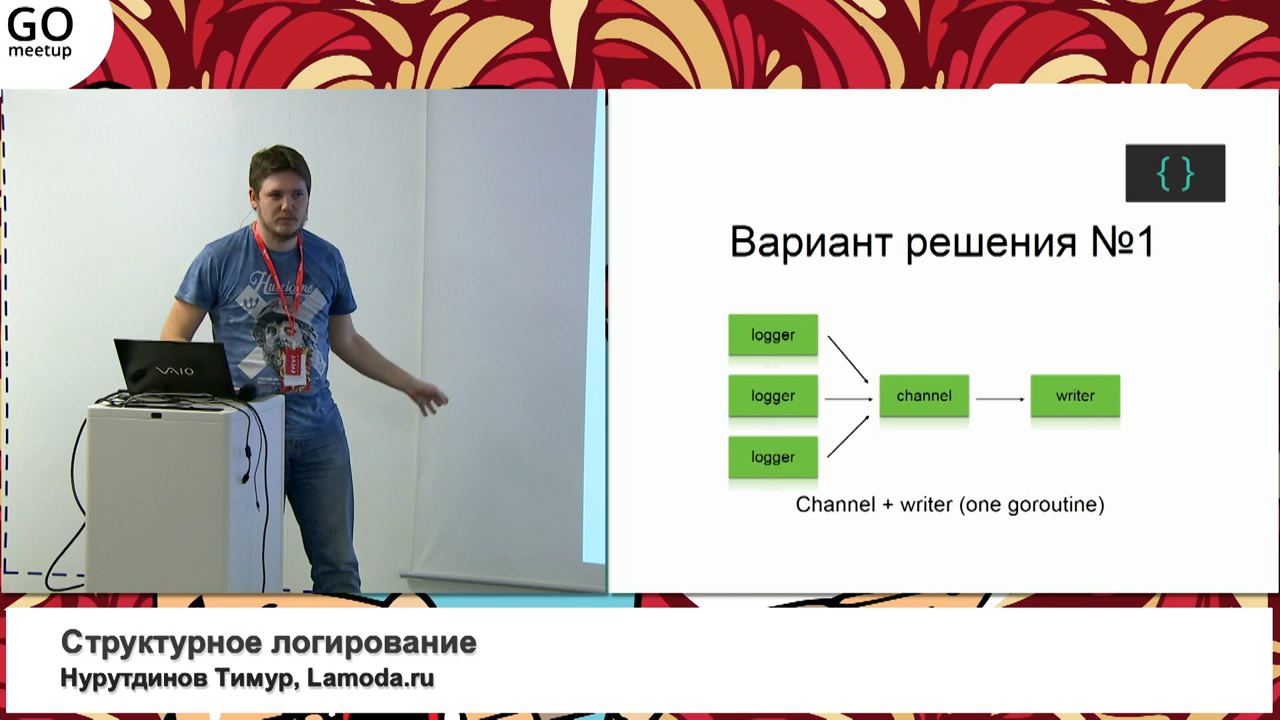 GO
meetup
{ }
Вариант решения №1
logger
logger
channel
writer
logger
Channel + writer (one goroutine)
Hurricane
VAIO
Структурное логирование
Нурутдинов Тимур, Lamoda.ru